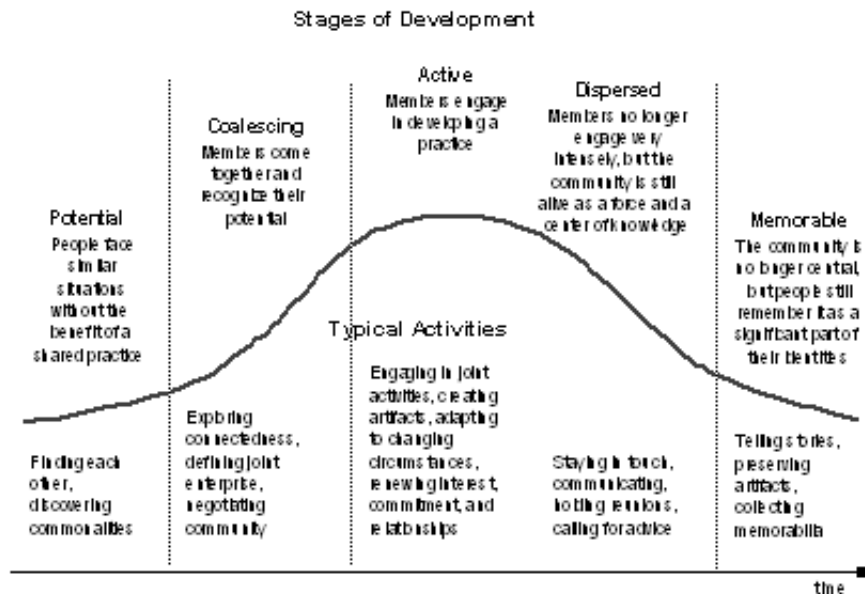 Stages of Development
Potential
People face
similar
situations
without the
benefit of a
shared practice
Coalescing
Members come
together and
recognize their
potential
Active
Members engage
in developing a
practice
Dispersed
Members no longer
engage very
intensely, but the
community is still
alive as a force and a
center of knowledge
Memorable
The community is
no longer central,
but people still
remember it as a
significant part of
their identities
Typical Activities
Finding each
other,
discovering
commonalities
Exploring
connectedness,
defining joint
enterprise,
negotiating
community
Engaging in joint
activities, creating
artifacts, adapting
to changing
circumstances,
renewing interest,
commitment, and
relationships
Staying in touch,
communicating,
holding reunions,
calling for advice
Telling stories,
preserving
artifacts,
collecting
memorabilia
time